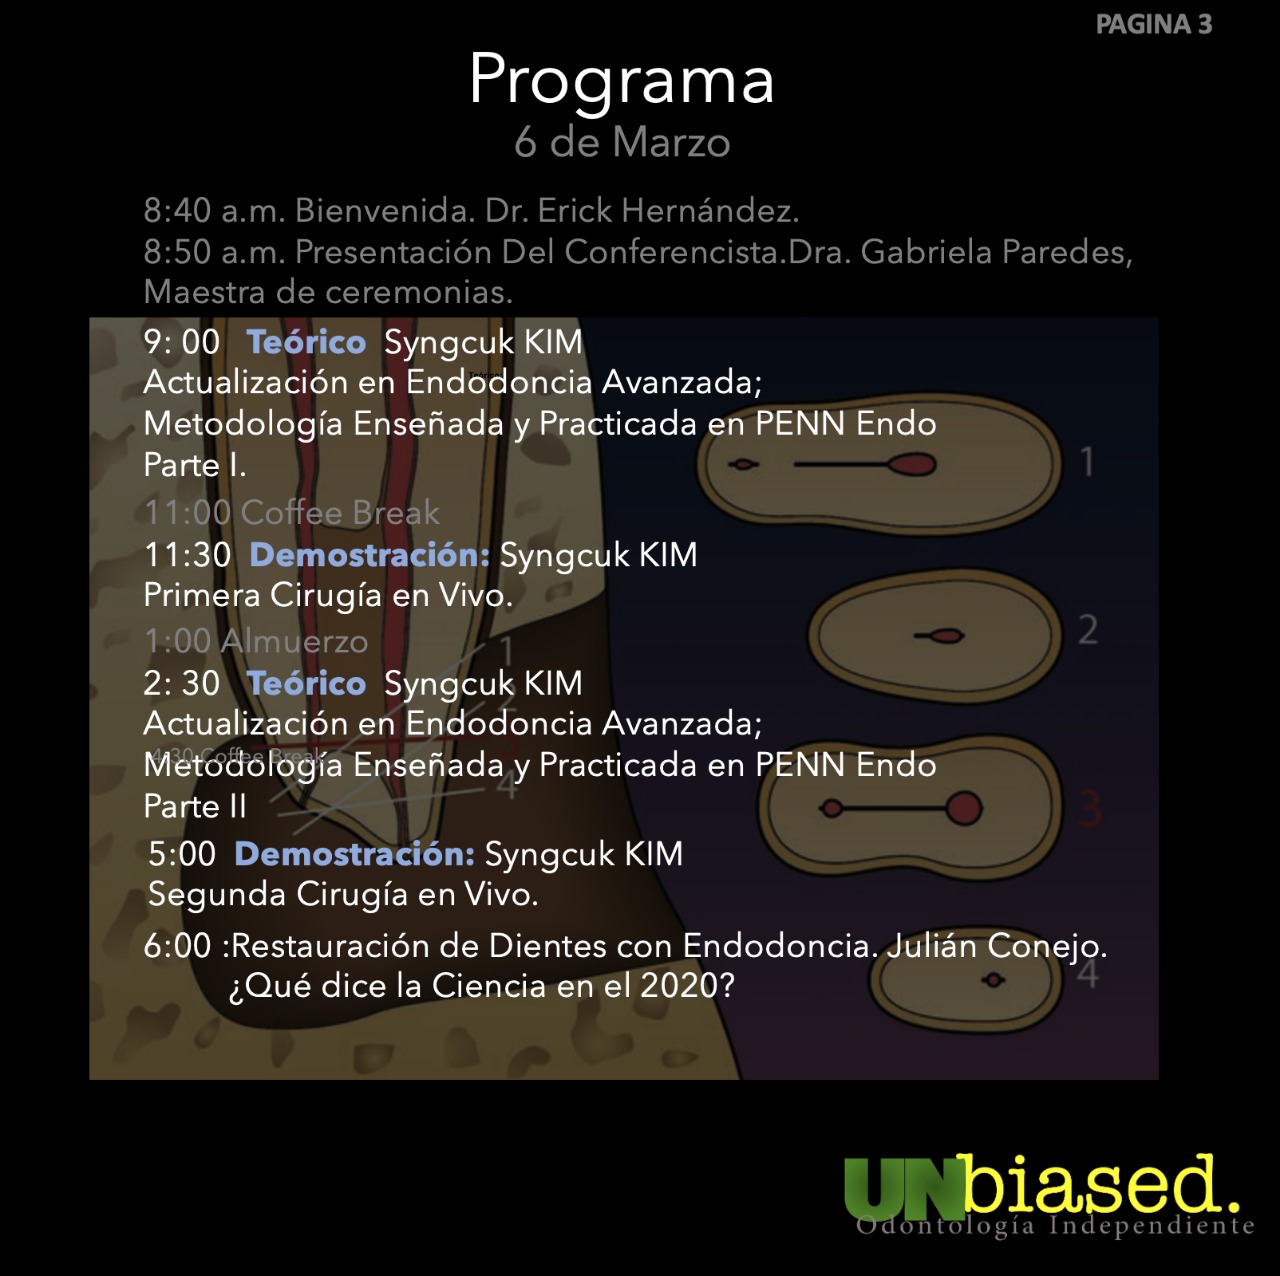 PAGINA 3
Programa
6 de Marzo
8:40 a.m. Bienvenida. Dr. Erick Hernández.
8:50 a.m. Presentación Del Conferencista.Dra. Gabriela Paredes,
Maestra de ceremonias.
9: 00 Teórico Syngcuk KIM
Teórico:
Actualización en Endodoncia Avanzada;
Metodología Enseñada y Practicada en PENN Endo
Parte I.
1
11:00 Coffee Break
11:30 Demostración: Syngcuk KIM
Primera Cirugía en Vivo.
1:00 Almuerzo
1
2
2: 30 Teórico Syngcuk KIM
2
Actualización en Endodoncia Avanzada;
3
4:30 Coffee Break
Metodología Enseñada y Practicada en PENN Endo
4
Parte II
3
5:00 Demostración: Syngcuk KIM
Segunda Cirugía en Vivo.
6:00 :Restauración de Dientes con Endodoncia. Julián Conejo.
¿Qué dice la Ciencia en el 2020?
4
UNbiased.
Odontología Independiente